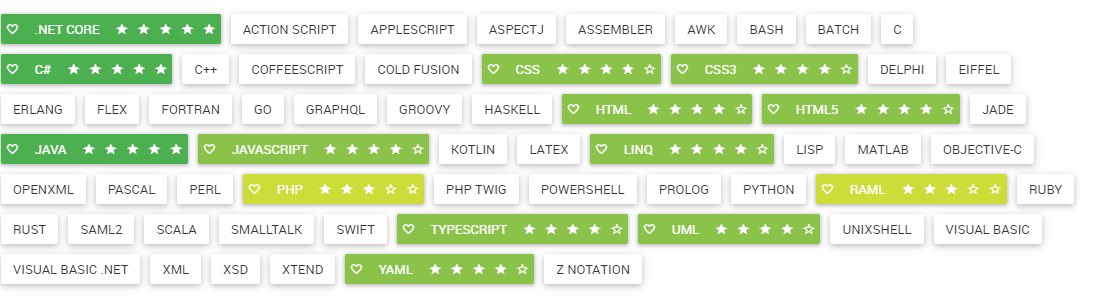 .NET CORE ACTION SCRIPT APPLESCRIPT ASPECTJ ASSEMBLER AWK BASH BATCH C
C# C++ COFFEESCRIPT COLD FUSION CSS CSS3 DELPHI EIFFEL
ERLANG FLEX FORTRAN GO GRAPHQL GROOVY HASKELL HTML HTML5 JADE
JAVA JAVASCRIPT KOTLIN LATEX LINQ LISP MATLAB OBJECTIVE-C
OPENXML PASCAL PERL PHP PHP TWIG POWERSHELL PROLOG PYTHON RAML RUBY
RUST SAML2 SCALA SMALLTALK SWIFT TYPESCRIPT UML UNIXSHELL VISUAL BASIC
VISUAL BASIC .NET XML XSD XTEND YAML Z NOTATION